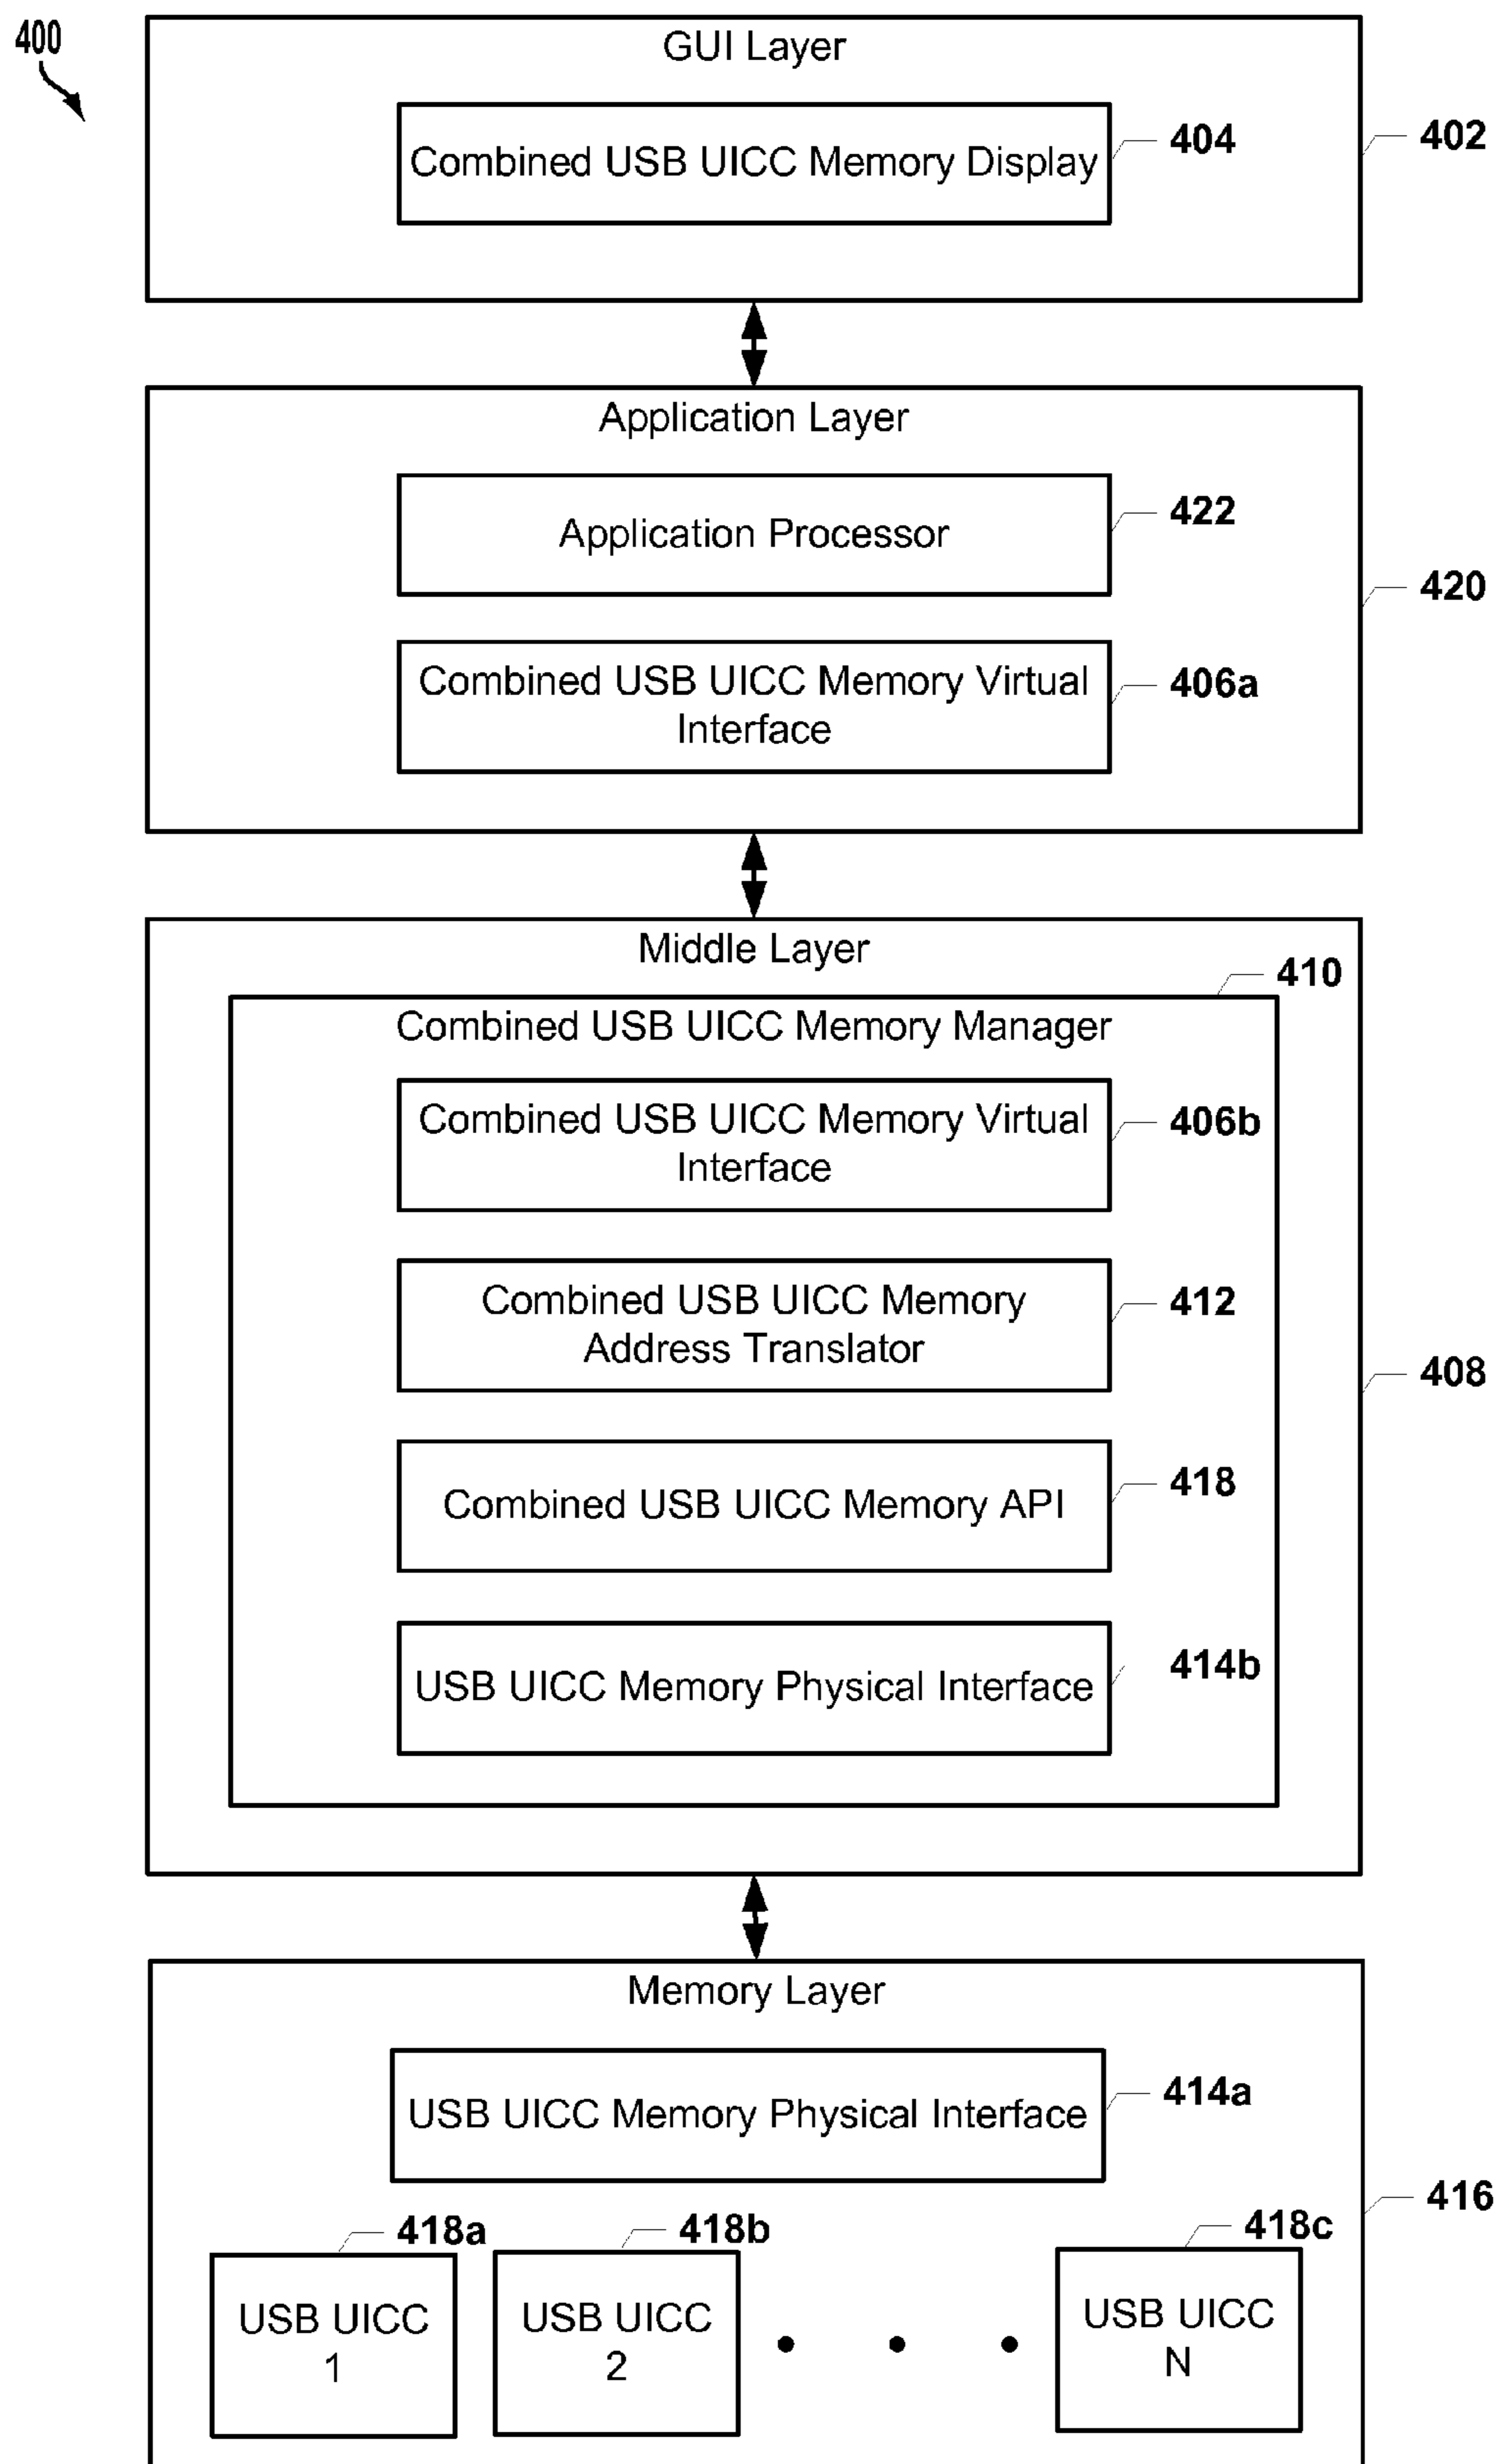 400
GUI Layer
Combined USB UICC Memory Display
404
402
Application Layer
Application Processor
422
420
Combined USB UICC Memory Virtual
Interface
406a
Middle Layer
410
Combined USB UICC Memory Manager
Combined USB UICC Memory Virtual
Interface
406b
Combined USB UICC Memory
Address Translator
412
408
Combined USB UICC Memory API
418
USB UICC Memory Physical Interface
414b
Memory Layer
USB UICC Memory Physical Interface
414a
416
418a
418b
418c
USB UICC
1
USB UICC
2
USB UICC
N